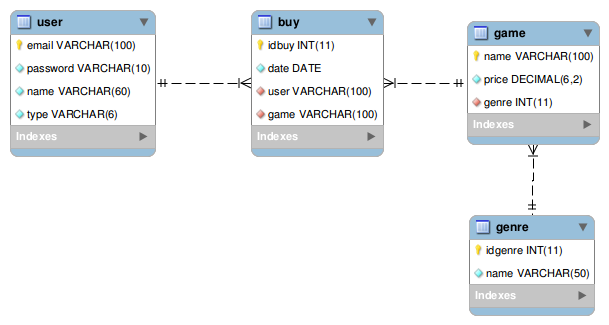 user
email VARCHAR(100)
password VARCHAR(10)
name VARCHAR(60)
type VARCHAR(6)
Indexes
buy
idbuy INT(11)
date DATE
user VARCHAR(100)
game VARCHAR(100)
Indexes
game
name VARCHAR(100)
price DECIMAL(6,2)
genre INT(11)
Indexes
genre
idgenre INT(11)
name VARCHAR(50)
Indexes